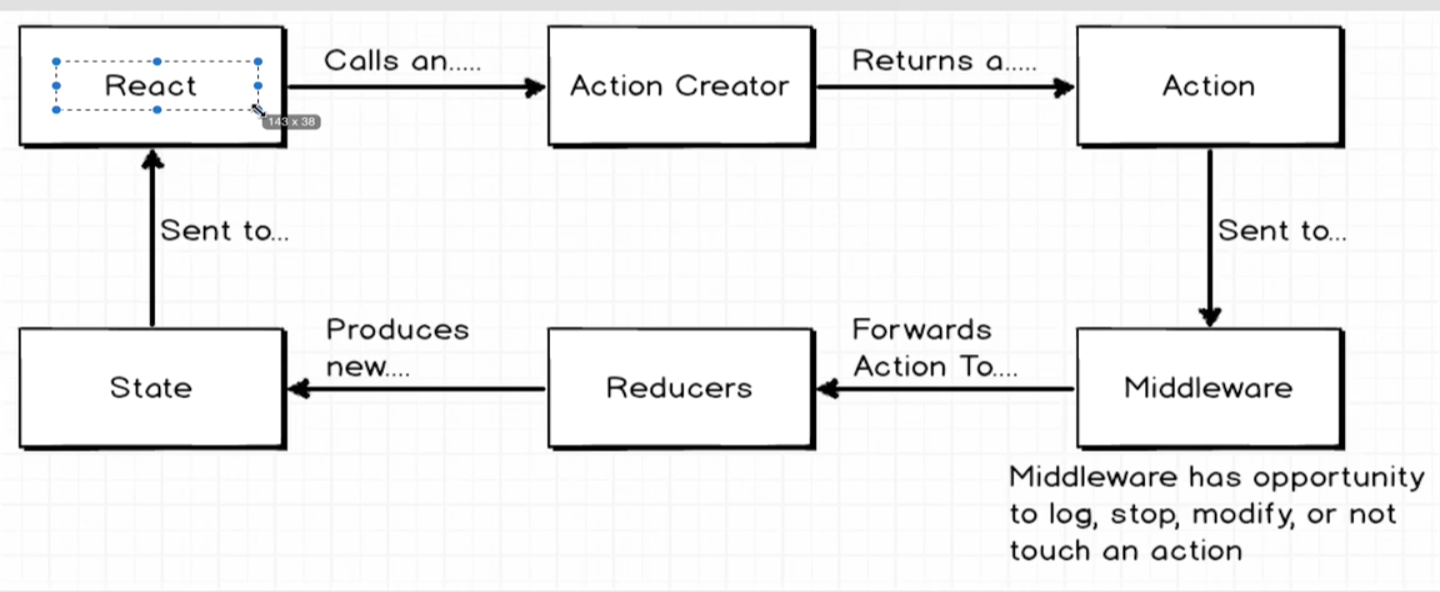 React
Calls an.....
Action Creator
Returns a.....
Action
143 x 38
Sent to...
Sent to...
State
Produces
new....
Reducers
Forwards
Action To....
Middleware
Middleware has opportunity
to log, stop, modify, or not
touch an action